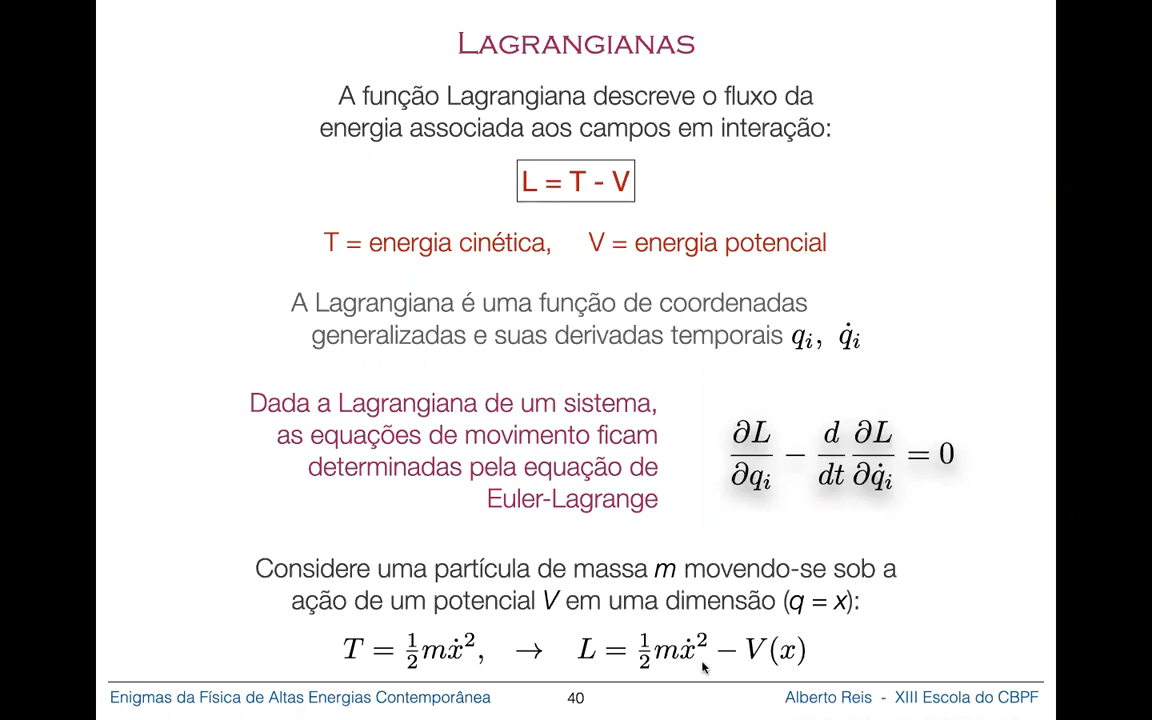 LAGRANGIANAS
A função Lagrangiana descreve o fluxo da
energia associada aos campos em interação:
L = T - V
T = energia cinética, V = energia potencial
A Lagrangiana é uma função de coordenadas
generalizadas e suas derivadas temporais qᵢ, q̇ᵢ
Dada a Lagrangiana de um sistema,
as equações de movimento ficam
determinadas pela equação de
Euler-Lagrange
∂L/∂qᵢ − d/dt ∂L/∂q̇ᵢ = 0
Considere uma partícula de massa m movendo-se sob a
ação de um potencial V em uma dimensão (q = x):
T = ½mẋ², → L = ½mẋ² − V(x)
Enigmas da Física de Altas Energias Contemporânea 40 Alberto Reis - XIII Escola do CBPF